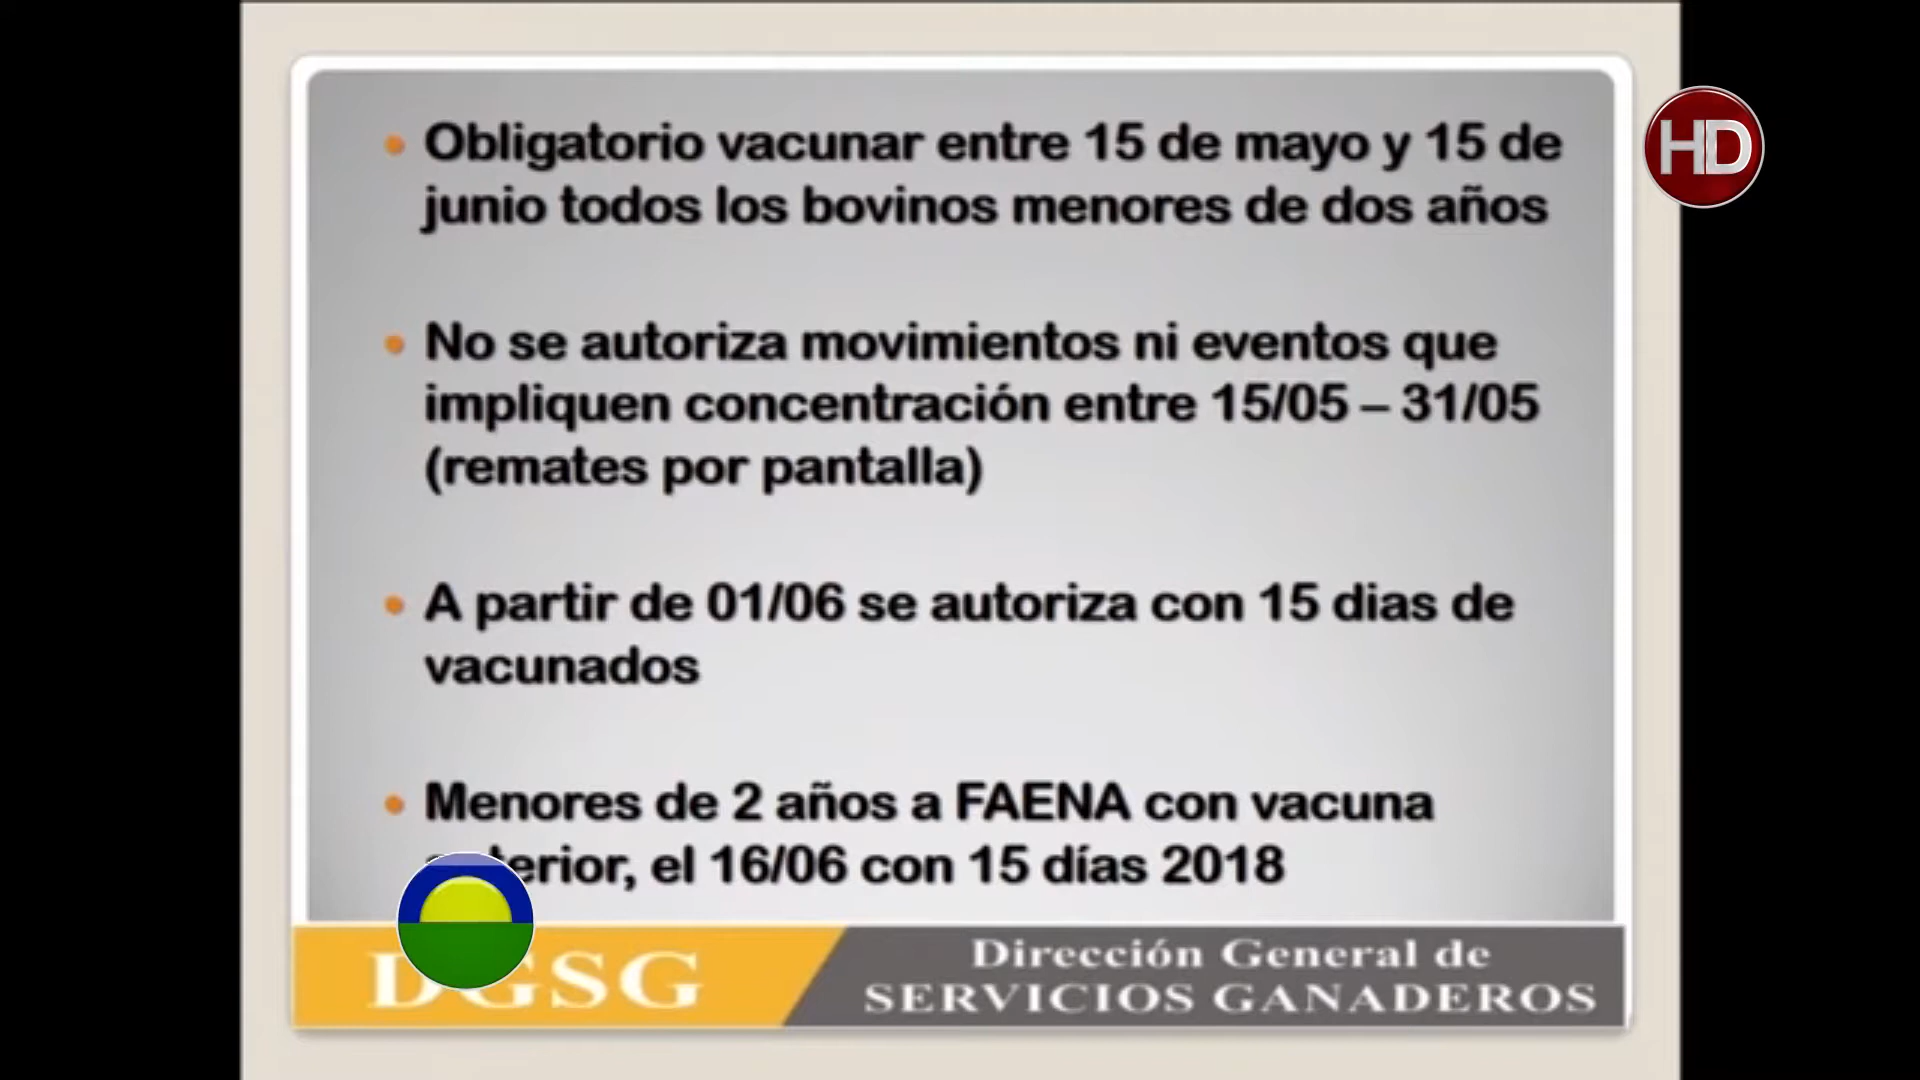 Obligatorio vacunar entre 15 de mayo y 15 de
junio todos los bovinos menores de dos años
No se autoriza movimientos ni eventos que
impliquen concentración entre 15/05 – 31/05
(remates por pantalla)
A partir de 01/06 se autoriza con 15 dias de
vacunados
Menores de 2 años a FAENA con vacuna
el 16/06 con 15 días 2018
DGSG
Dirección General de
SERVICIOS GANADEROS
HD